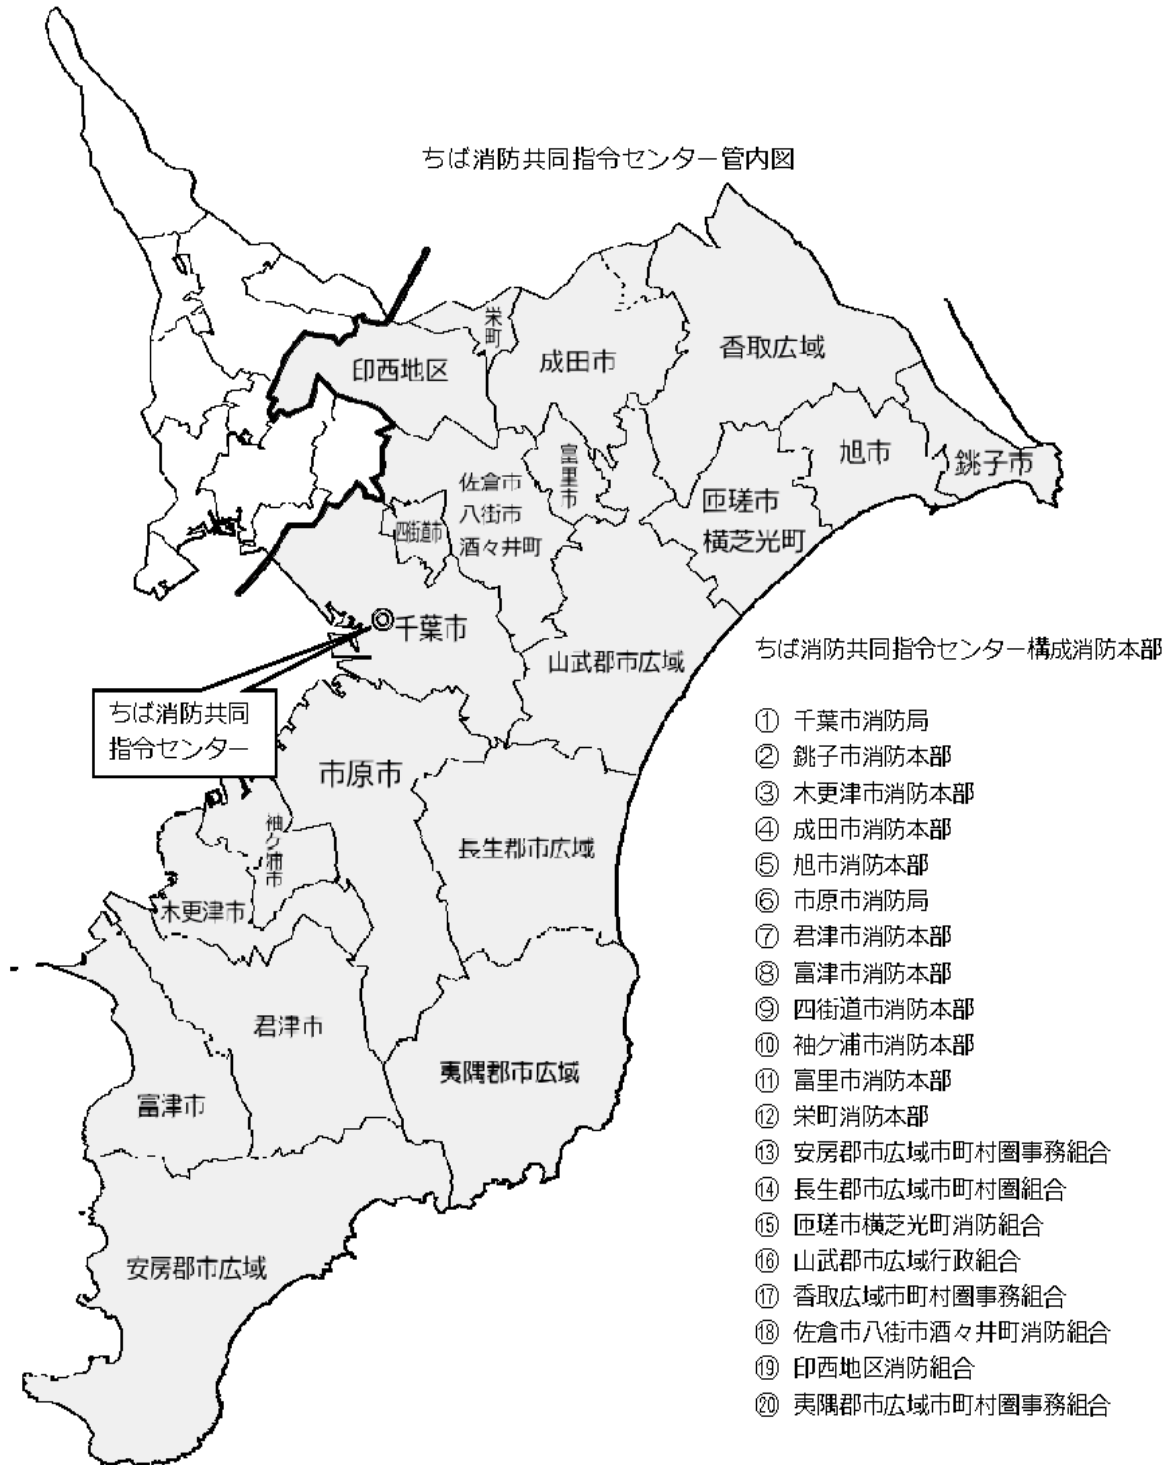 ちば消防共同指令センター管内図
栄町
印西地区
成田市
香取広域
富里市
旭市
銚子市
佐倉市
八街市
酒々井町
四街道市
匝瑳市
横芝光町
千葉市
山武郡市広域
ちば消防共同
指令センター
市原市
袖ケ浦市
長生郡市広域
木更津市
君津市
夷隅郡市広域
富津市
安房郡市広域
ちば消防共同指令センター構成消防本部
① 千葉市消防局
② 銚子市消防本部
③ 木更津市消防本部
④ 成田市消防本部
⑤ 旭市消防本部
⑥ 市原市消防局
⑦ 君津市消防本部
⑧ 富津市消防本部
⑨ 四街道市消防本部
⑩ 袖ケ浦市消防本部
⑪ 富里市消防本部
⑫ 栄町消防本部
⑬ 安房郡市広域市町村圏事務組合
⑭ 長生郡市広域市町村圏組合
⑮ 匝瑳市横芝光町消防組合
⑯ 山武郡市広域行政組合
⑰ 香取広域市町村圏事務組合
⑱ 佐倉市八街市酒々井町消防組合
⑲ 印西地区消防組合
⑳ 夷隅郡市広域市町村圏事務組合